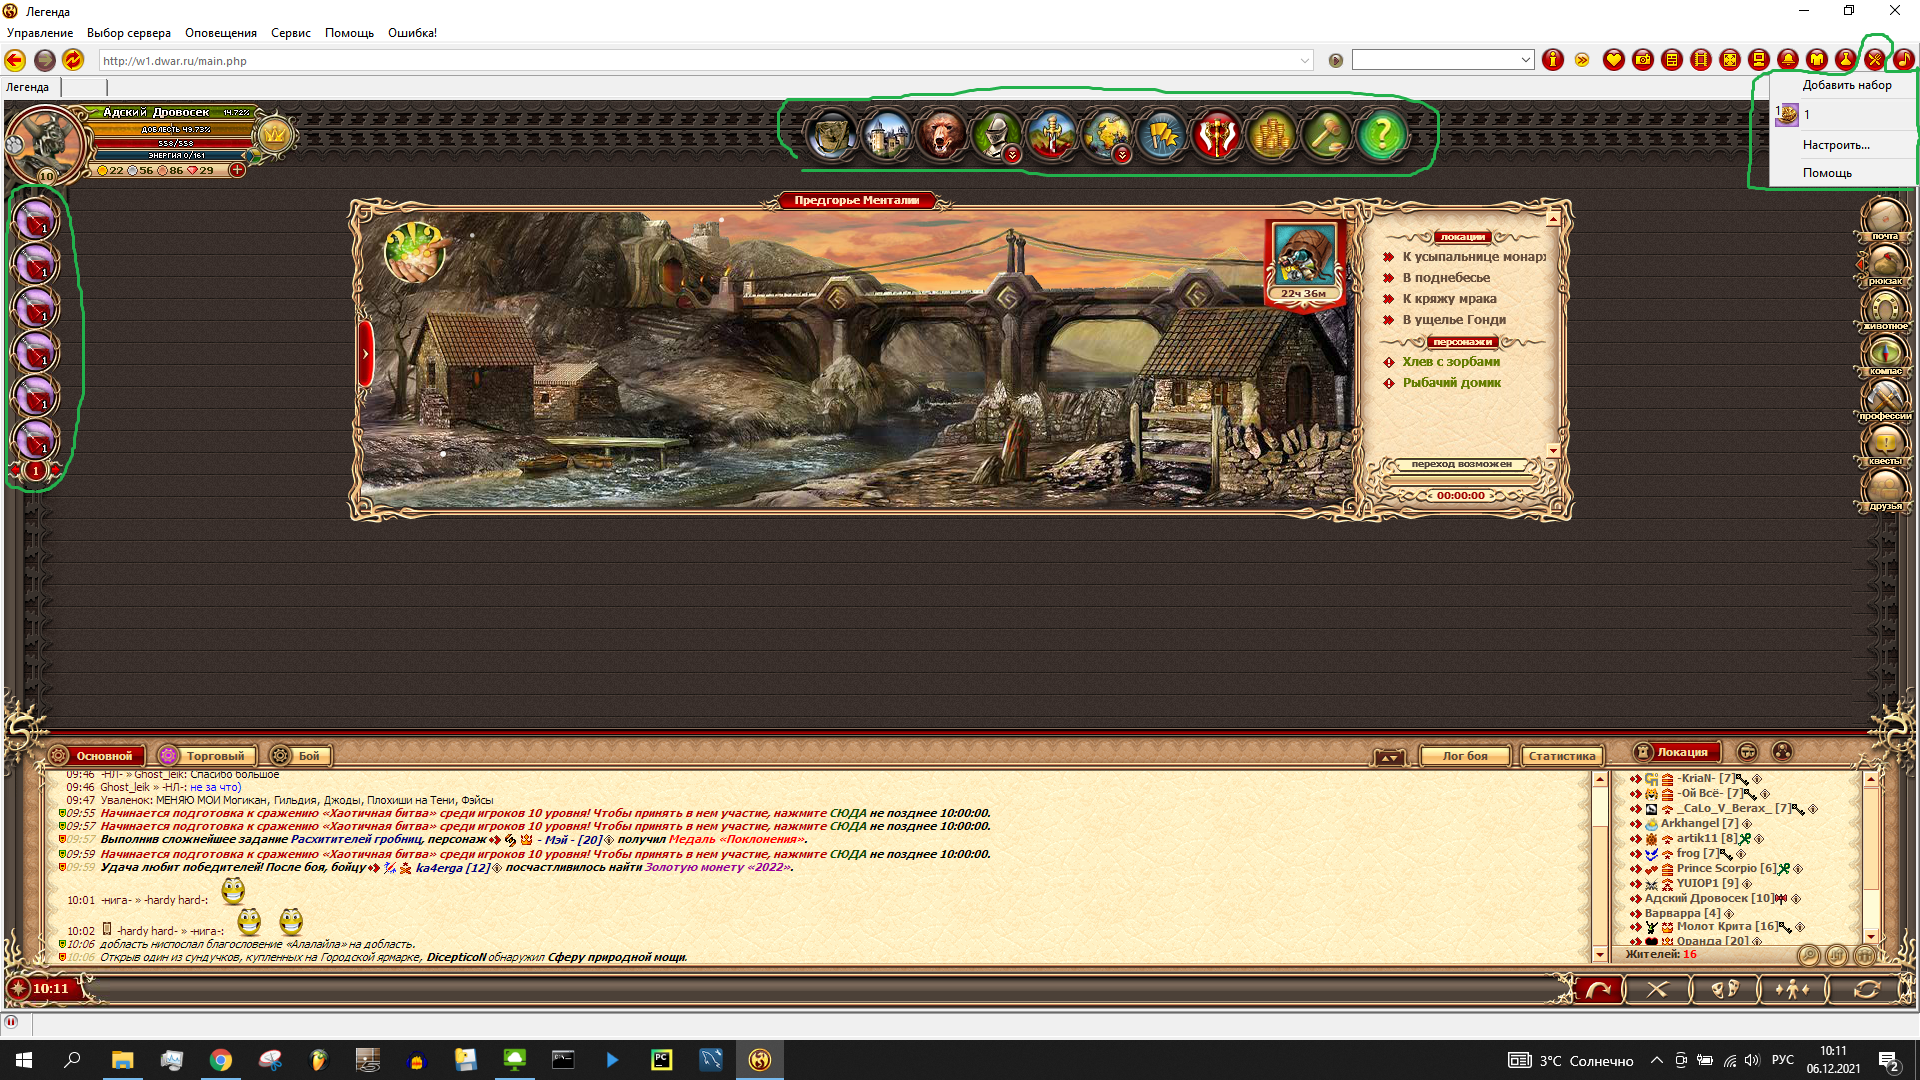 Легенда
Управление Выбор сервера Оповещения Сервис Помощь Ошибка!
http://w1.dwar.ru/main.php
Легенда
Добавить набор
1 1
Настроить...
Помощь
Адский Дровосек 14.72%
ДОБЛЕСТЬ 49.73%
558/558
ЭНЕРГИЯ 0/161
10 22 56 86 29
1
1
1
1
1
1
1
Предгорье Менталии
22ч 36м
локации
К усыпальнице монарх
В поднебесье
К кряжу мрака
В ущелье Гонди
персонажи
Хлев с зорбами
Рыбачий домик
переход возможен
00:00:00
почта
рюкзак
животное
компас
профессии
квесты
друзья
Основной Торговый Бой Лог боя Статистика Локация
09:46 -НЛ- » Ghost_leik: Спасибо большое
09:46 Ghost_leik » -НЛ-: не за что)
09:47 Уваленок: МЕНЯЮ МОИ Могикан, Гильдия, Джоды, Плохиши на Тени, Фэйсы
09:55 Начинается подготовка к сражению «Хаотичная битва» среди игроков 10 уровня! Чтобы принять в нем участие, нажмите СЮДА не позднее 10:00:00.
09:57 Начинается подготовка к сражению «Хаотичная битва» среди игроков 10 уровня! Чтобы принять в нем участие, нажмите СЮДА не позднее 10:00:00.
09:57 Выполнив сложнейшее задание Расхитителей гробниц, персонаж - Мэй - [20] получил Медаль «Поклонения».
09:59 Начинается подготовка к сражению «Хаотичная битва» среди игроков 10 уровня! Чтобы принять в нем участие, нажмите СЮДА не позднее 10:00:00.
09:59 Удача любит победителей! После боя, бойцу ka4erga [12] посчастливилось найти Золотую монету «2022».
10:01 -нига- » -hardy hard-:
10:02 -hardy hard- » -нига-:
10:06 добласть ниспослал благословение «Апалайла» на добласть.
10:06 Открыв один из сундучков, купленных на Городской ярмарке, DicepticoN обнаружил Сферу природной мощи.
-KriaN- [7]
-Ой Всё- [7]
_CaLo_V_Berax_ [7]
Arkhangel [7]
artik11 [8]
frog [7]
Prince Scorpio [6]
YUIOP1 [9]
Адский Дровосек [10]
Варварра [4]
Молот Крита [16]
Оранда [20]
Жителей: 16
10:11
PC
3°C Солнечно
РУС
10:11
06.12.2021
2